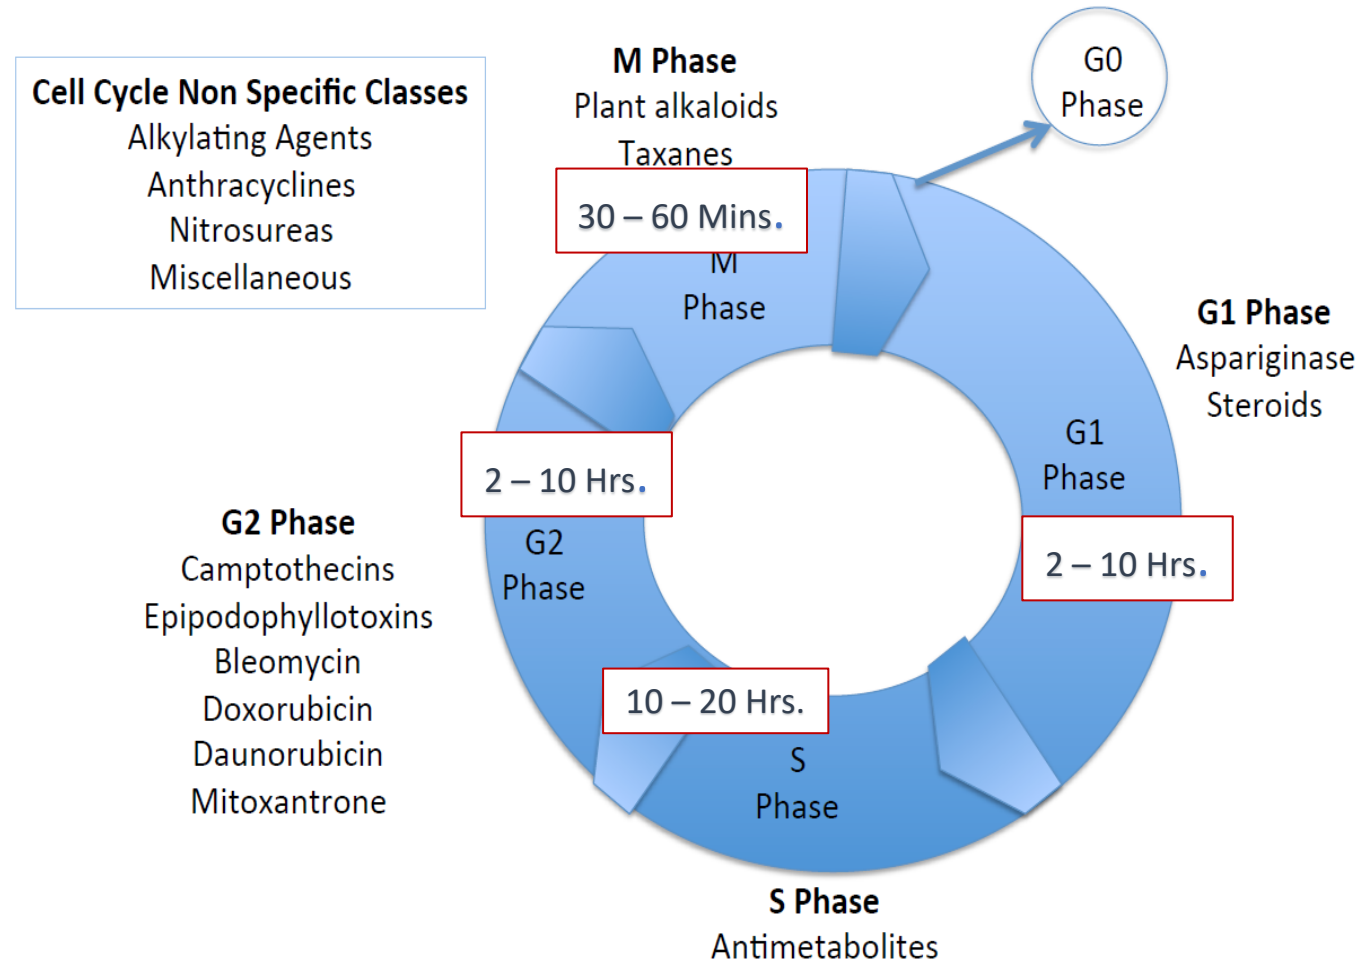 Cell Cycle Non Specific Classes
Alkylating Agents
Anthracyclines
Nitrosureas
Miscellaneous
M Phase
Plant alkaloids
Taxanes
30 – 60 Mins.
M
Phase
G0
Phase
G1 Phase
Aspariginase
Steroids
G1
Phase
2 – 10 Hrs.
2 – 10 Hrs.
G2
Phase
G2 Phase
Camptothecins
Epipodophyllotoxins
Bleomycin
Doxorubicin
Daunorubicin
Mitoxantrone
10 – 20 Hrs.
S
Phase
S Phase
Antimetabolites